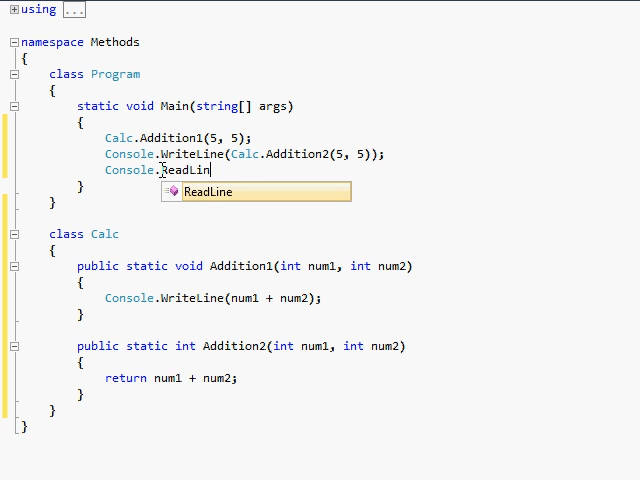 using ...
namespace Methods
{
class Program
{
static void Main(string[] args)
{
Calc.Addition1(5, 5);
Console.WriteLine(Calc.Addition2(5, 5));
Console.ReadLin
ReadLine
}
}
class Calc
{
public static void Addition1(int num1, int num2)
{
Console.WriteLine(num1 + num2);
}
public static int Addition2(int num1, int num2)
{
return num1 + num2;
}
}
}